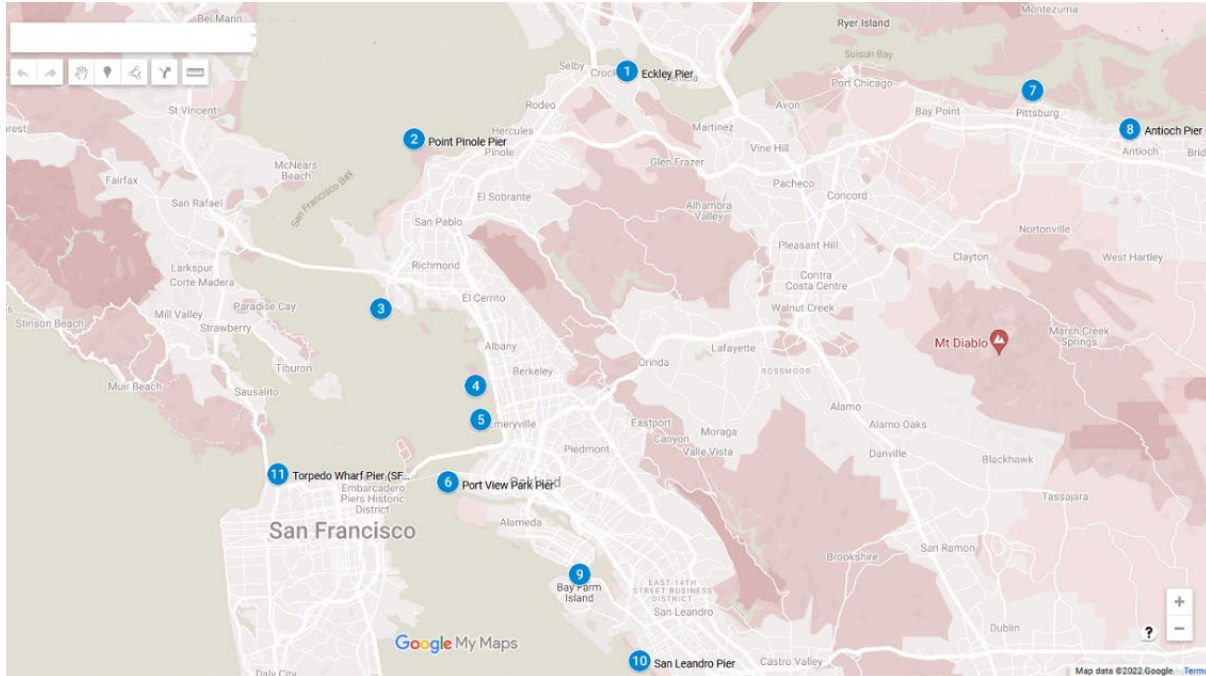 Bel Marin
Montezuma
Ryer Island
Suisun Bay
Selby
Crock
1
Eckley Pier
icia
Port Chicago
7
Rodeo
Avon
Bay Point
Pittsburg
St Vincent
orest
2
Point Pinole Pier
Hercules
Pinole
Martinez
Vine Hill
8
Antioch Pier
Antioch
Brid
McNears
Beach
Glen Frazer
Fairfax
San Francisco Bay
Pacheco
San Rafael
El Sobrante
Concord
Alhambra
Valley
San Pablo
Nortonville
Pleasant Hill
Clayton
West Hartley
Larkspur
Richmond
Contra
Costa Centre
Corte Madera
El Cerrito
Paradise Cay
Walnut Creek
Mill Valley
3
Stinson Beach
Strawberry
Marsh Creek
Springs
Mt Diablo
Albany
Lafayette
Orinda
Tiburon
Berkeley
ROSSMOOR
Muir Beach
4
Sausalito
Alamo
5
Emeryville
Eastport
Alamo Oaks
Canyon
Moraga
Piedmont
Valle Vista
Danville
Blackhawk
11
Torpedo Wharf Pier (SF...
6
Port View Park Pier
Oakland
Embarcadero
Piers Historic
District
Tassajara
San Francisco
Alameda
San Ramon
Brookshire
9
Bay Farm
Island
EAST 14TH
STREET BUSINESS
DISTRICT
San Leandro
+
Google My Maps
Dublin
?
−
10
San Leandro Pier
Castro Valley
Daly City
Map data ©2022 Google
Terms